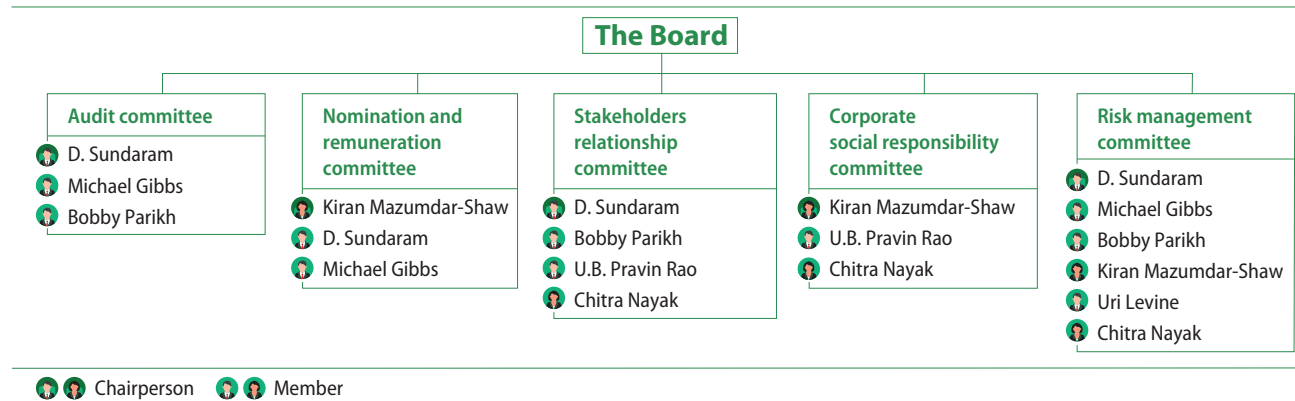 The Board
Audit committee
D. Sundaram
Michael Gibbs
Bobby Parikh
Nomination and
remuneration
committee
Kiran Mazumdar-Shaw
D. Sundaram
Michael Gibbs
Stakeholders
relationship
committee
D. Sundaram
Bobby Parikh
U.B. Pravin Rao
Chitra Nayak
Corporate
social responsibility
committee
Kiran Mazumdar-Shaw
U.B. Pravin Rao
Chitra Nayak
Risk management
committee
D. Sundaram
Michael Gibbs
Bobby Parikh
Kiran Mazumdar-Shaw
Uri Levine
Chitra Nayak
Chairperson Member